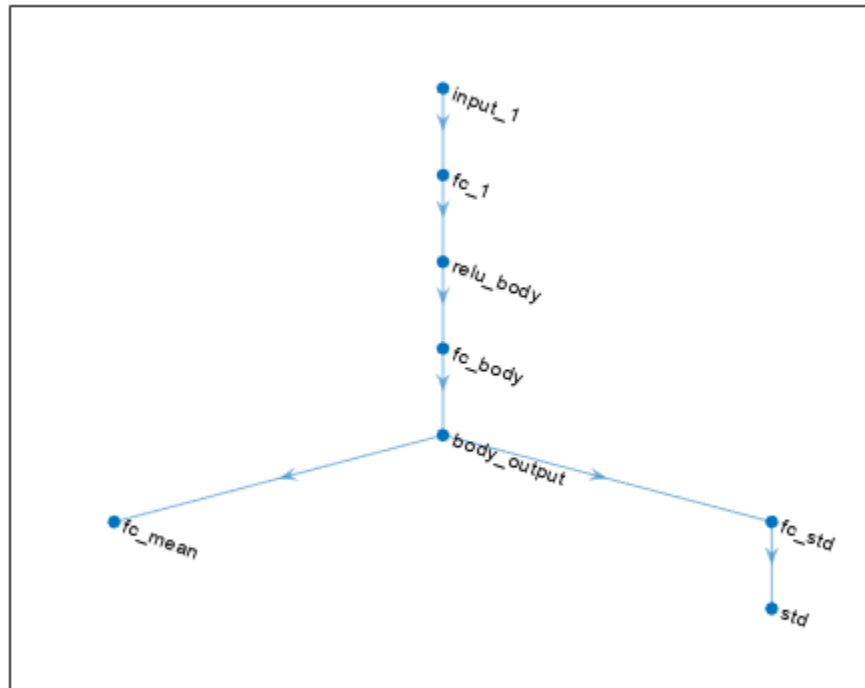 input_1
fc_1
relu_body
fc_body
body_output
fc_mean
fc_std
std